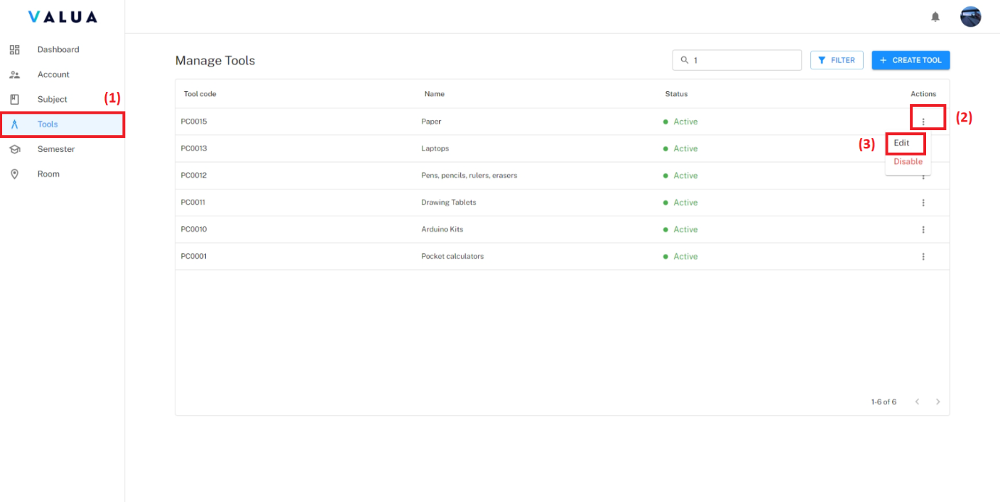 VALUA
Dashboard
Account
Subject
(1)
Tools
Semester
Room
Manage Tools
1
FILTER
+ CREATE TOOL
Tool code Name Status Actions
PC0015 Paper Active
(2)
(3)
Edit
Disable
PC0013 Laptops Active
PC0012 Pens, pencils, rulers, erasers Active
PC0011 Drawing Tablets Active
PC0010 Arduino Kits Active
PC0001 Pocket calculators Active
1-6 of 6